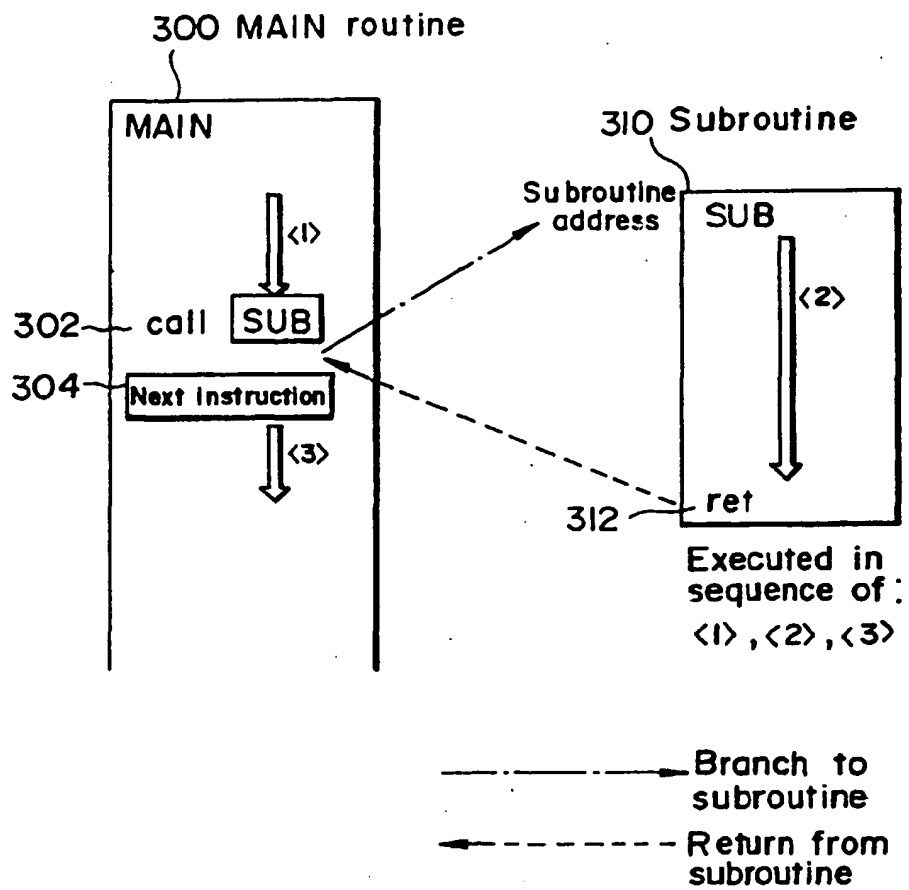 300 MAIN routine
MAIN
310 Subroutine
Subroutine
address
SUB
<1>
<2>
302 call SUB
304 Next instruction
<3>
312 ret
Executed in
sequence of :
<1>, <2>, <3>
Branch to
subroutine
Return from
subroutine